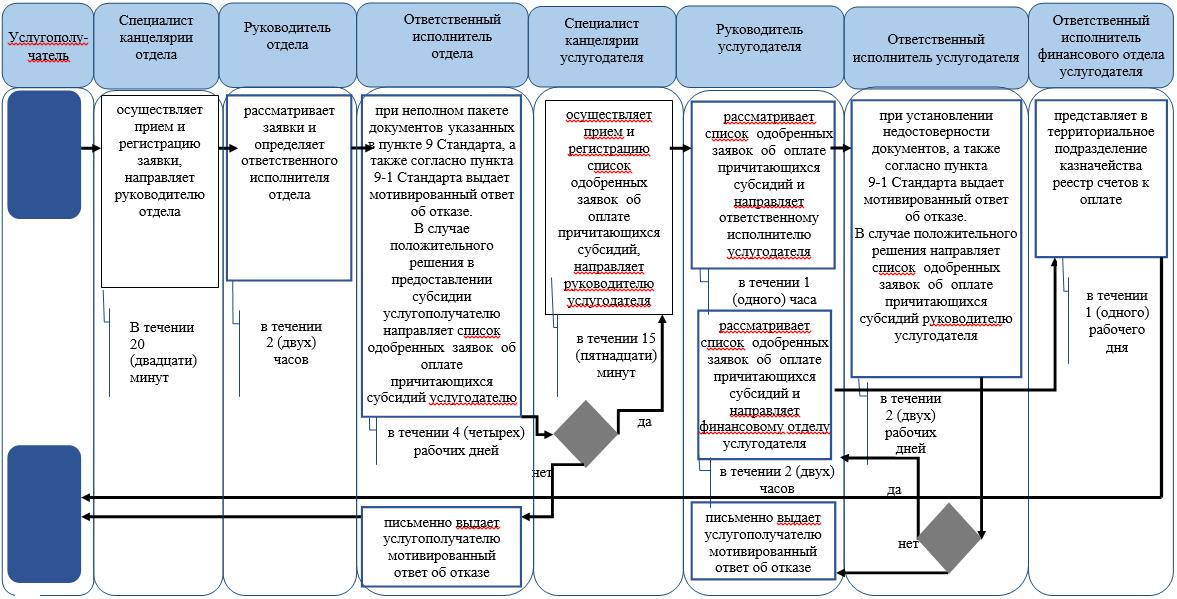 Услугополу-
чатель
Специалист
канцелярии
отдела
Руководитель
отдела
Ответственный
исполнитель
отдела
Специалист
канцелярии
услугодателя
Руководитель
услугодателя
Ответственный
исполнитель услугодателя
Ответственный
исполнитель
финансового отдела
услугодателя
осуществляет
прием и
регистрацию
заявки,
направляет
руководителю
отдела
В течении
20
(двадцати)
минут
рассматривает
заявки и
определяет
ответственного
исполнителя
отдела
в течении
2 (двух)
часов
при неполном пакете
документов указанных
в пункте 9 Стандарта, а
также согласно пункта
9-1 Стандарта выдает
мотивированный ответ
об отказе.
В случае
положительного
решения в
предоставлении
субсидии
услугополучателю
направляет список
одобренных заявок об
оплате
причитающихся
субсидий услугодателю
в течении 4 (четырех)
рабочих дней
письменно выдает
услугополучателю
мотивированный
ответ об отказе
осуществляет
прием и
регистрацию
список
одобренных
заявок об
оплате
причитающихся
субсидий,
направляет
руководителю
услугодателя
в течении 15
(пятнадцати)
минут
да
нет
рассматривает
список одобренных
заявок об оплате
причитающихся
субсидий и
направляет
ответственному
исполнителю
услугодателя
в течении 1
(одного) часа
рассматривает
список одобренных
заявок об оплате
причитающихся
субсидий и
направляет
финансовому отделу
услугодателя
в течении 2 (двух)
часов
письменно выдает
услугополучателю
мотивированный
ответ об отказе
при установлении
недостоверности
документов, а также
согласно пункта
9-1 Стандарта выдает
мотивированный ответ
об отказе.
В случае положительного
решения направляет
список одобренных
заявок об оплате
причитающихся
субсидий руководителю
услугодателя
в течении
2 (двух)
рабочих
дней
да
нет
представляет в
территориальное
подразделение
казначейства
реестр счетов к
оплате
в течении
1 (одного)
рабочего
дня